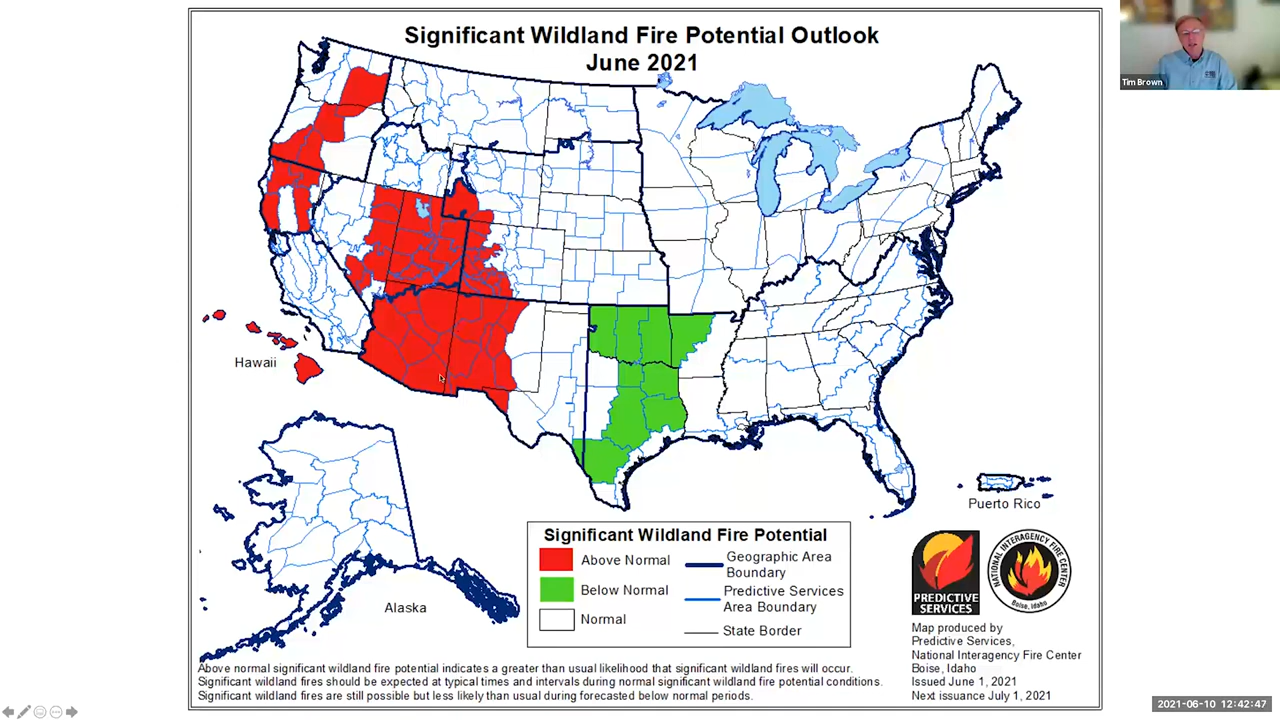 Significant Wildland Fire Potential Outlook
June 2021
Tim Brown
Hawaii
Alaska
Puerto Rico
Significant Wildland Fire Potential
Above Normal
Below Normal
Normal
Geographic Area
Boundary
Predictive Services
Area Boundary
State Border
PREDICTIVE
SERVICES
NATIONAL INTERAGENCY FIRE CENTER
Boise, Idaho
Map produced by
Predictive Services,
National Interagency Fire Center
Boise, Idaho
Issued June 1, 2021
Next issuance July 1, 2021
Above normal significant wildland fire potential indicates a greater than usual likelihood that significant wildland fires will occur.
Significant wildland fires should be expected at typical times and intervals during normal significant wildland fire potential conditions.
Significant wildland fires are still possible but less likely than usual during forecasted below normal periods.
2021-06-10 12:42:47